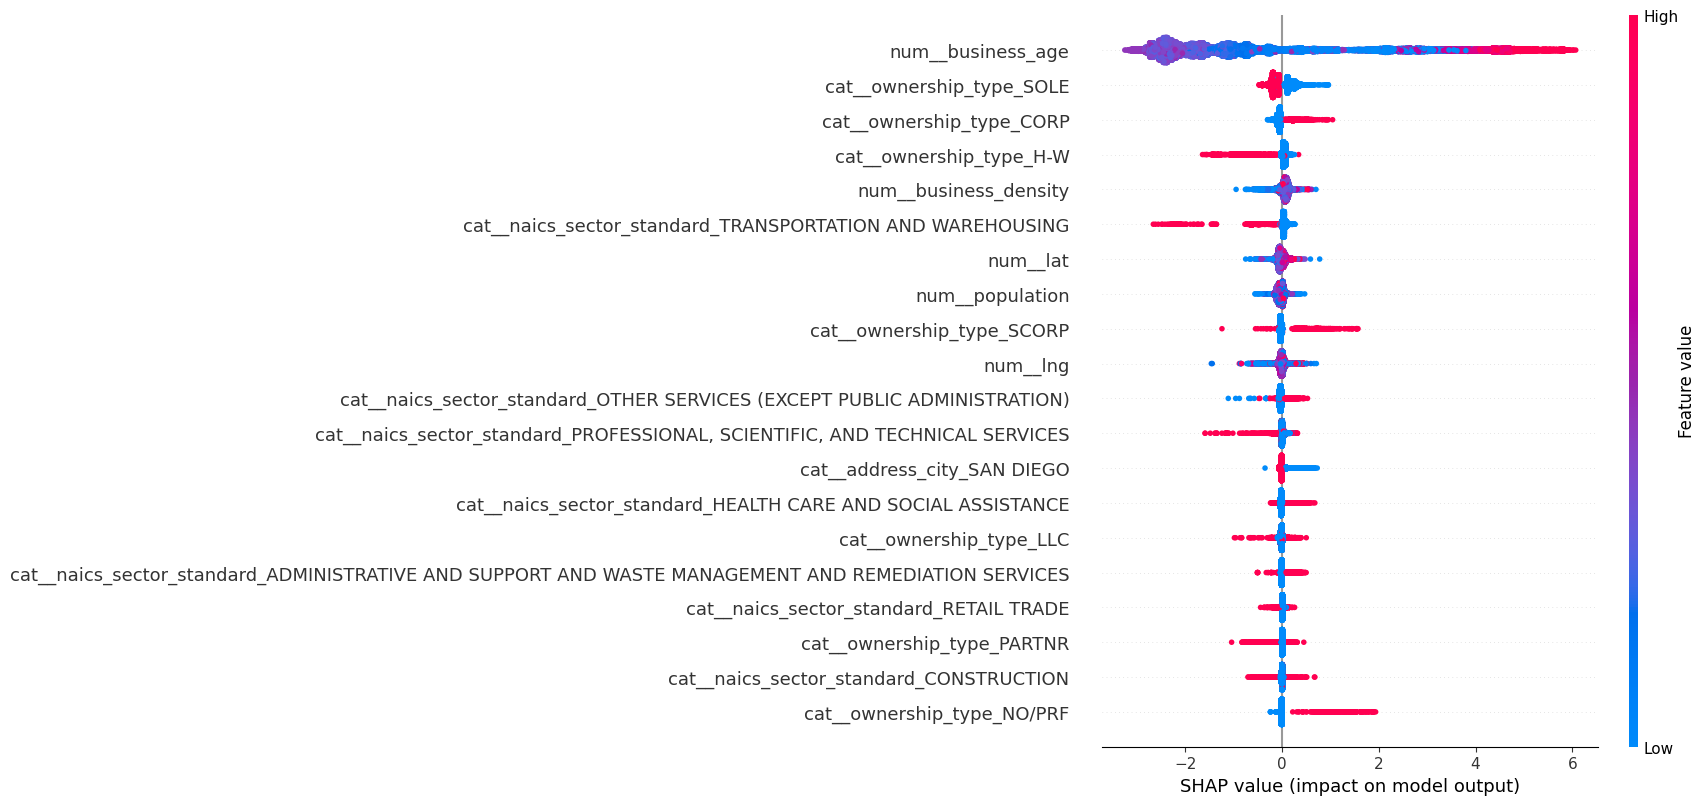 High
num__business_age
cat__ownership_type_SOLE
cat__ownership_type_CORP
cat__ownership_type_H-W
num__business_density
cat__naics_sector_standard_TRANSPORTATION AND WAREHOUSING
num__lat
num__population
cat__ownership_type_SCORP
num__lng
cat__naics_sector_standard_OTHER SERVICES (EXCEPT PUBLIC ADMINISTRATION)
cat__naics_sector_standard_PROFESSIONAL, SCIENTIFIC, AND TECHNICAL SERVICES
cat__address_city_SAN DIEGO
cat__naics_sector_standard_HEALTH CARE AND SOCIAL ASSISTANCE
cat__ownership_type_LLC
cat__naics_sector_standard_ADMINISTRATIVE AND SUPPORT AND WASTE MANAGEMENT AND REMEDIATION SERVICES
cat__naics_sector_standard_RETAIL TRADE
cat__ownership_type_PARTNR
cat__naics_sector_standard_CONSTRUCTION
cat__ownership_type_NO/PRF
Feature value
Low
−2 0 2 4 6
SHAP value (impact on model output)